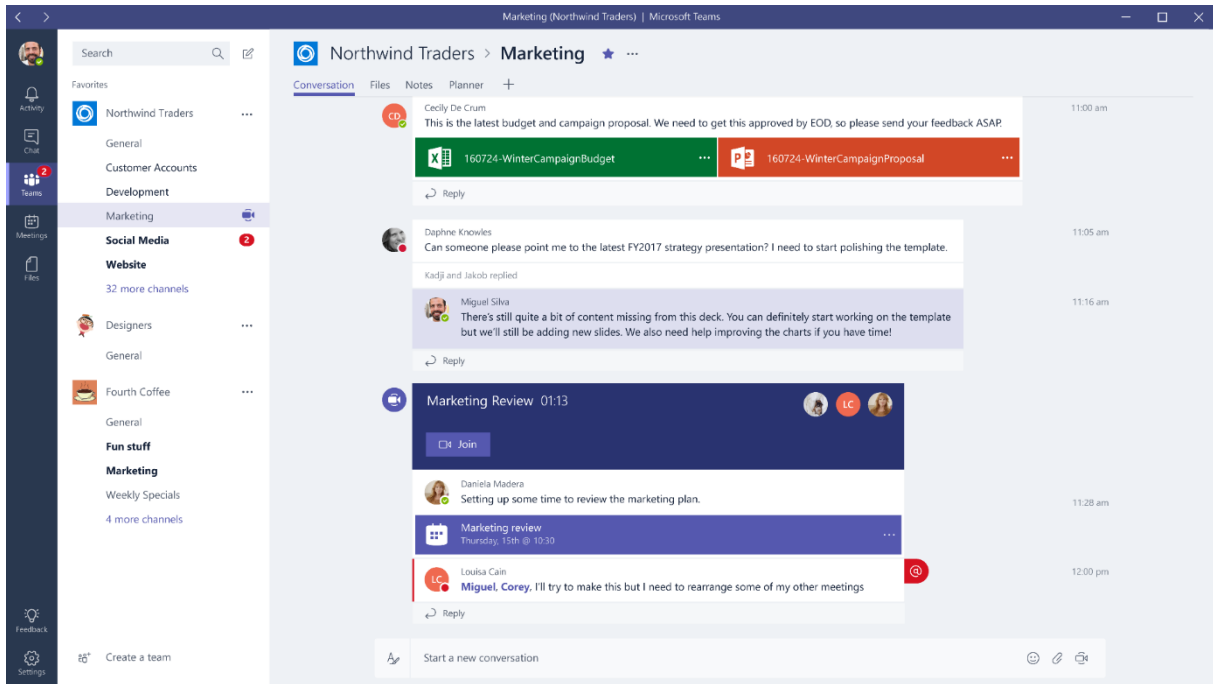 Marketing (Northwind Traders) | Microsoft Teams
Activity
Chat
2
Teams
Meetings
Files
Feedback
Settings
Search
Favorites
Northwind Traders ...
General
Customer Accounts
Development
Marketing
Social Media 2
Website
32 more channels
Designers ...
General
Fourth Coffee ...
General
Fun stuff
Marketing
Weekly Specials
4 more channels
Create a team
Northwind Traders > Marketing ★ ...
Conversation Files Notes Planner +
CD
Cecily De Crum 11:00 am
This is the latest budget and campaign proposal. We need to get this approved by EOD, so please send your feedback ASAP.
X 160724-WinterCampaignBudget ... P 160724-WinterCampaignProposal ...
Reply
Daphne Knowles 11:05 am
Can someone please point me to the latest FY2017 strategy presentation? I need to start polishing the template.
Kadji and Jakob replied
Miguel Silva 11:16 am
There's still quite a bit of content missing from this deck. You can definitely start working on the template
but we'll still be adding new slides. We also need help improving the charts if you have time!
Reply
Marketing Review 01:13 LC
Join
Daniela Madera
Setting up some time to review the marketing plan. 11:28 am
Marketing review
Thursday, 15th @ 10:30 ...
LC
Louisa Cain @ 12:00 pm
Miguel, Corey, I'll try to make this but I need to rearrange some of my other meetings
Reply
Start a new conversation